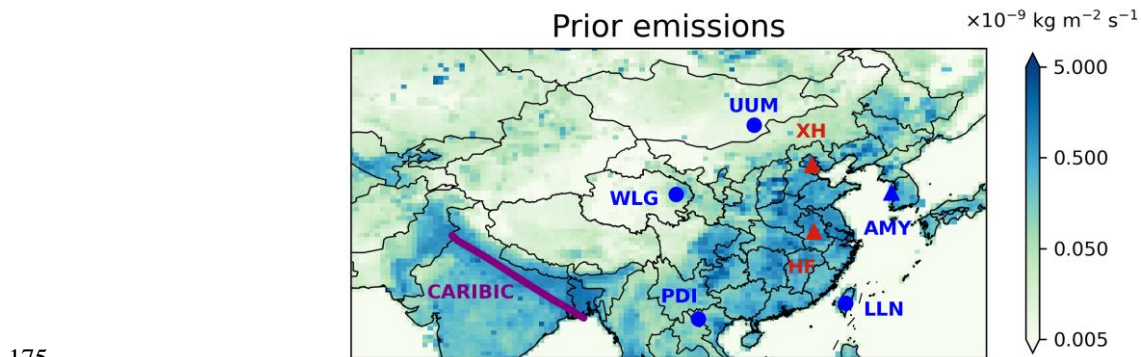 Prior emissions
×10⁻⁹ kg m⁻² s⁻¹
5.000
UUM
XH
0.500
WLG
AMY
0.050
HF
CARIBIC
PDI
LLN
0.005
175